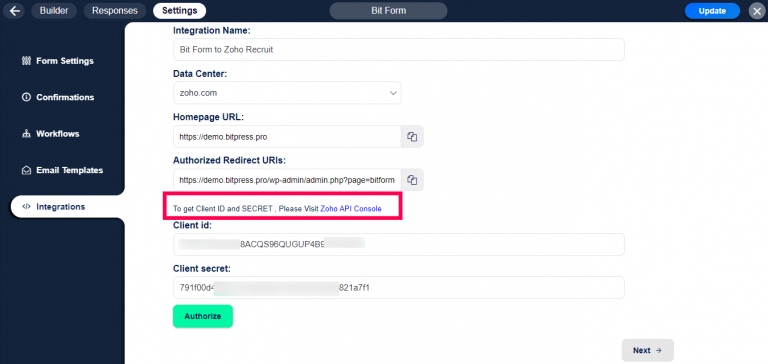 Builder
Responses
Settings
Bit Form
Update
Form Settings
Confirmations
Workflows
Email Templates
Integrations
Integration Name:
Bit Form to Zoho Recruit
Data Center:
zoho.com
Homepage URL:
https://demo.bitpress.pro
Authorized Redirect URIs:
https://demo.bitpress.pro/wp-admin/admin.php?page=bitform
To get Client ID and SECRET , Please Visit Zoho API Console
Client id:
8ACQS96QUGUP4B9
Client secret:
791f00d4 821a7f1
Authorize
Next